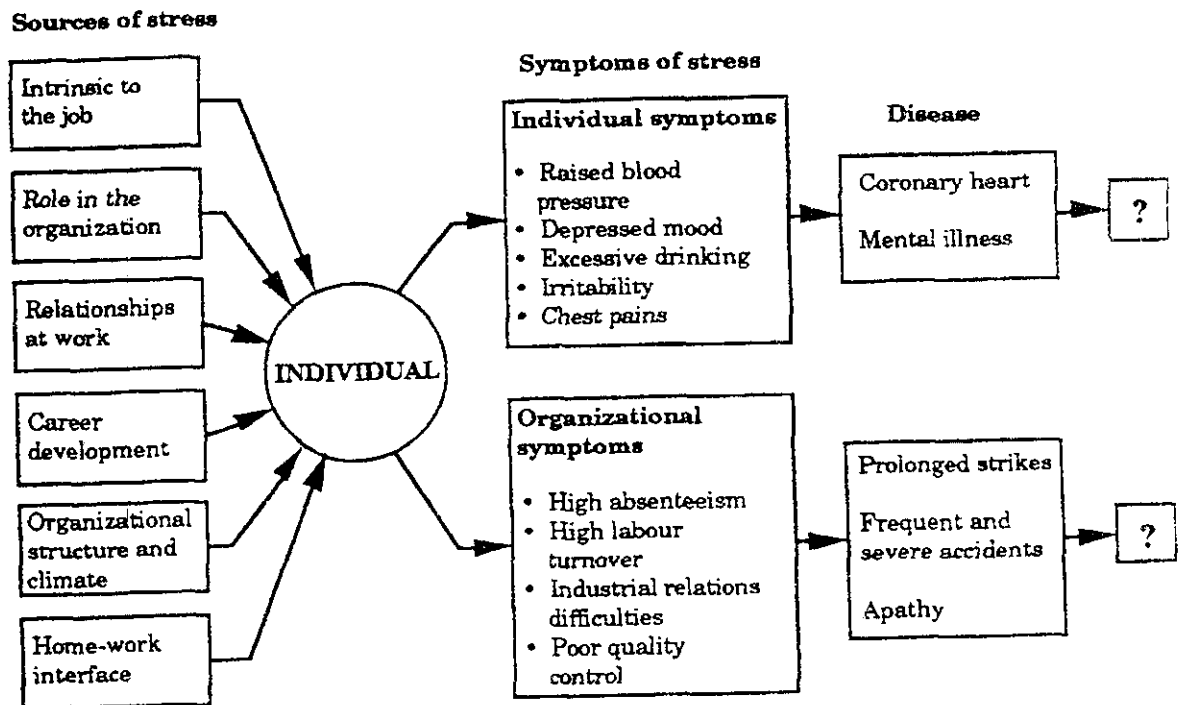 Sources of stress
Intrinsic to
the job
Role in the
organization
Relationships
at work
Career
development
Organizational
structure and
climate
Home-work
interface
INDIVIDUAL
Symptoms of stress
Individual symptoms
• Raised blood
pressure
• Depressed mood
• Excessive drinking
• Irritability
• Chest pains
Organizational
symptoms
• High absenteeism
• High labour
turnover
• Industrial relations
difficulties
• Poor quality
control
Disease
Coronary heart
Mental illness
?
Prolonged strikes
Frequent and
severe accidents
Apathy
?